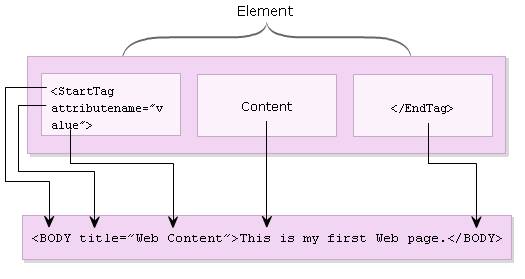 Element
<StartTag
attributename="v
alue">
Content
</EndTag>
<BODY title="Web Content">This is my first Web page.</BODY>